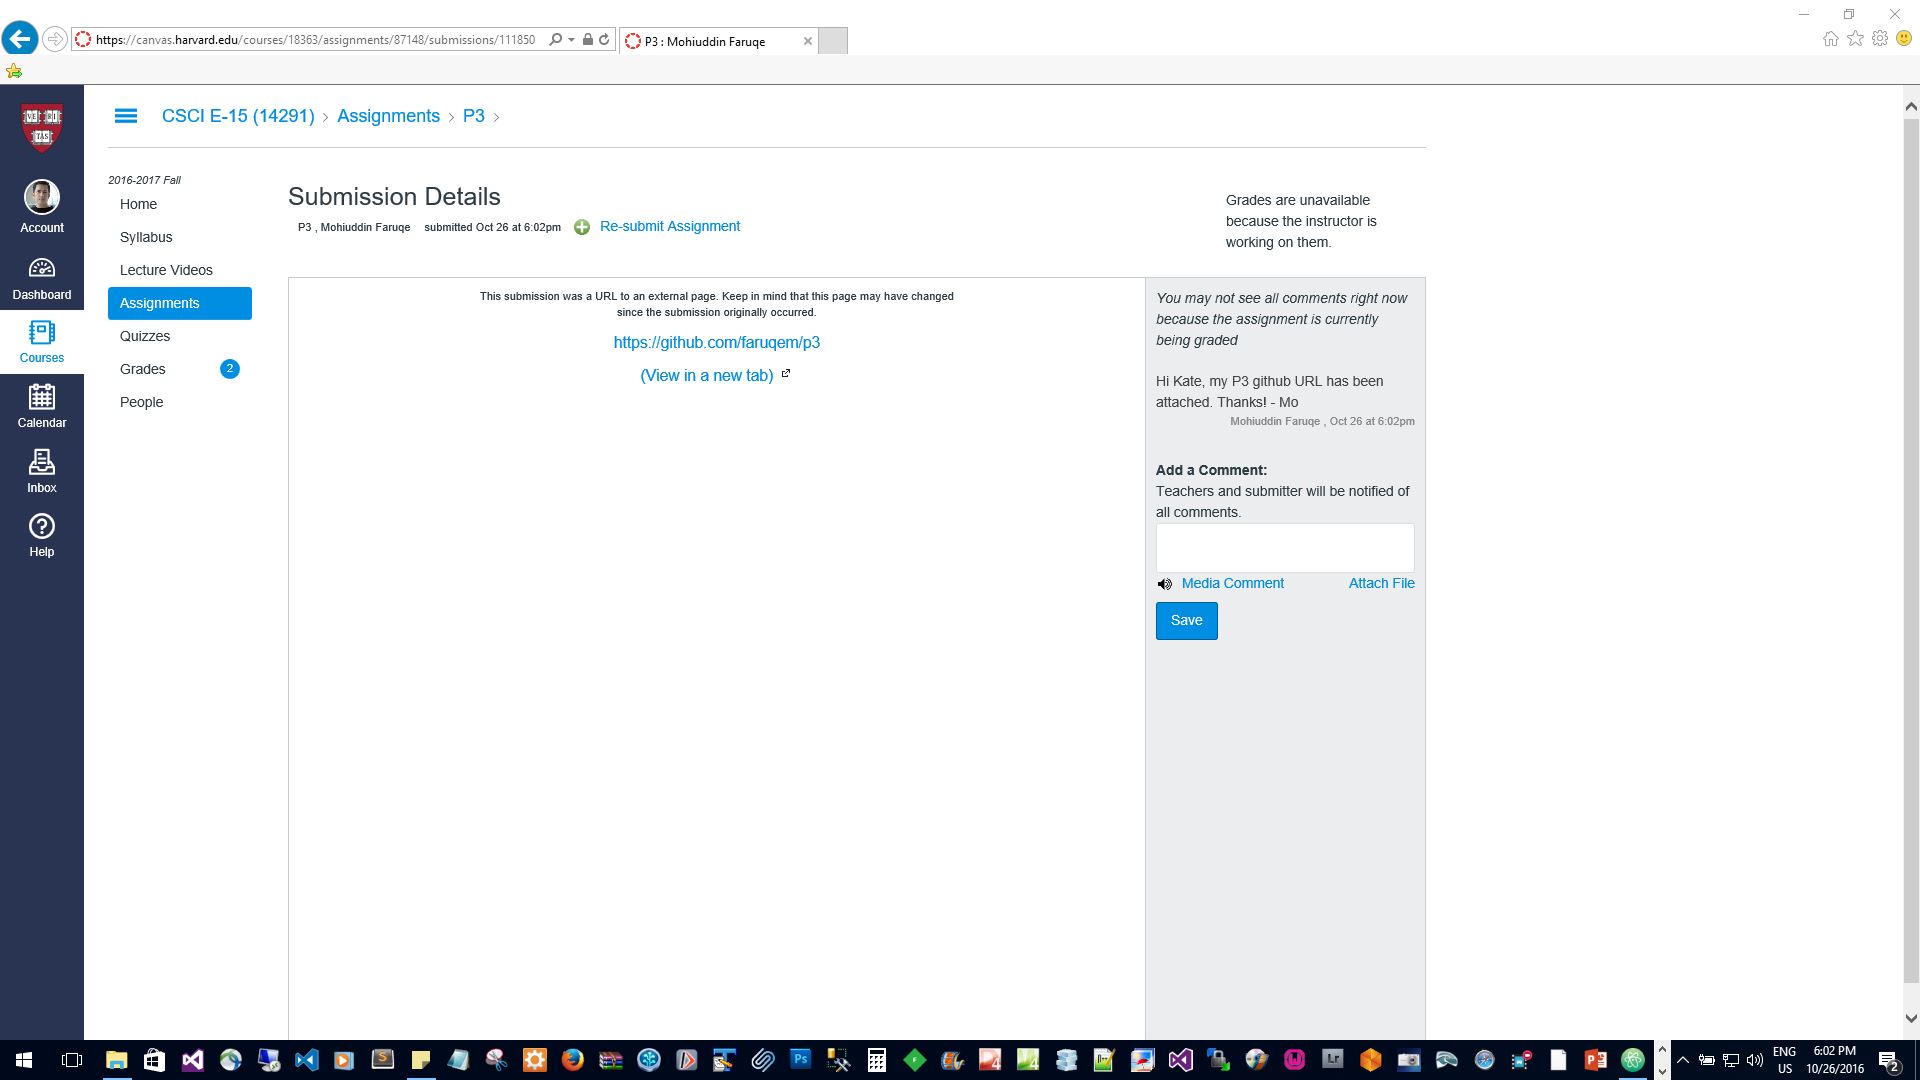 https://canvas.harvard.edu/courses/18363/assignments/87148/submissions/111850
P3 : Mohiuddin Faruqe
CSCI E-15 (14291) > Assignments > P3 >
VE RI
TAS
Account
Dashboard
Courses
Calendar
Inbox
Help
2016-2017 Fall
Home
Syllabus
Lecture Videos
Assignments
Quizzes
Grades 2
People
Submission Details
P3 , Mohiuddin Faruqe submitted Oct 26 at 6:02pm Re-submit Assignment
Grades are unavailable
because the instructor is
working on them.
This submission was a URL to an external page. Keep in mind that this page may have changed
since the submission originally occurred.
https://github.com/faruqem/p3
(View in a new tab)
You may not see all comments right now
because the assignment is currently
being graded
Hi Kate, my P3 github URL has been
attached. Thanks! - Mo
Mohiuddin Faruqe , Oct 26 at 6:02pm
Add a Comment:
Teachers and submitter will be notified of
all comments.
Media Comment Attach File
Save
S
Ps
Lr
ENG
US
6:02 PM
10/26/2016
2